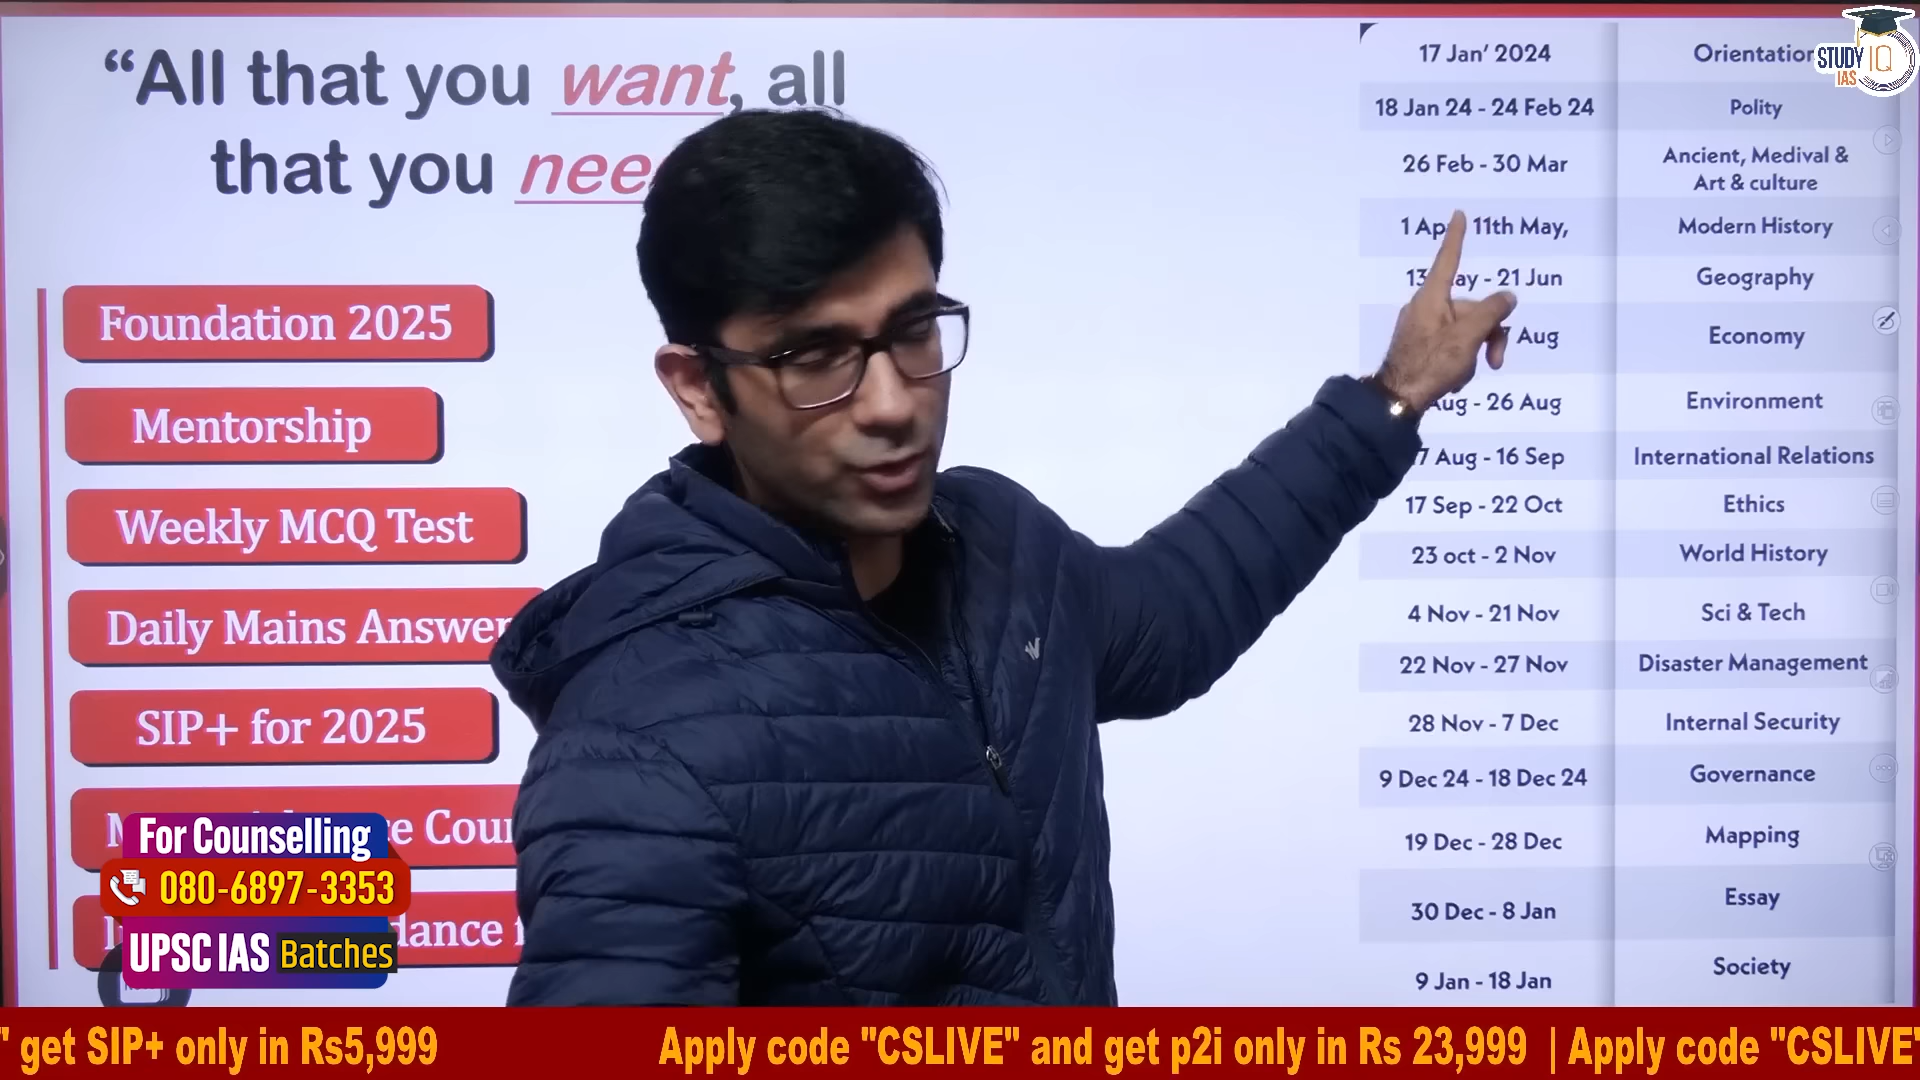 “All that you want, all
that you
Foundation 2025
Mentorship
Weekly MCQ Test
Daily Mains Answer
SIP+ for 2025
For Counselling
080-6897-3353
UPSC IAS Batches
17 Jan’ 2024 Orientation
18 Jan 24 - 24 Feb 24 Polity
26 Feb - 30 Mar Ancient, Medival &
Art & culture
1 11th May, Modern History
21 Jun Geography
Aug Economy
Aug - 26 Aug Environment
Aug - 16 Sep International Relations
17 Sep - 22 Oct Ethics
23 oct - 2 Nov World History
4 Nov - 21 Nov Sci & Tech
22 Nov - 27 Nov Disaster Management
28 Nov - 7 Dec Internal Security
9 Dec 24 - 18 Dec 24 Governance
19 Dec - 28 Dec Mapping
30 Dec - 8 Jan Essay
9 Jan - 18 Jan Society
STUDY IQ
IAS
" get SIP+ only in Rs5,999 Apply code "CSLIVE" and get p2i only in Rs 23,999 | Apply code "CSLIVE"